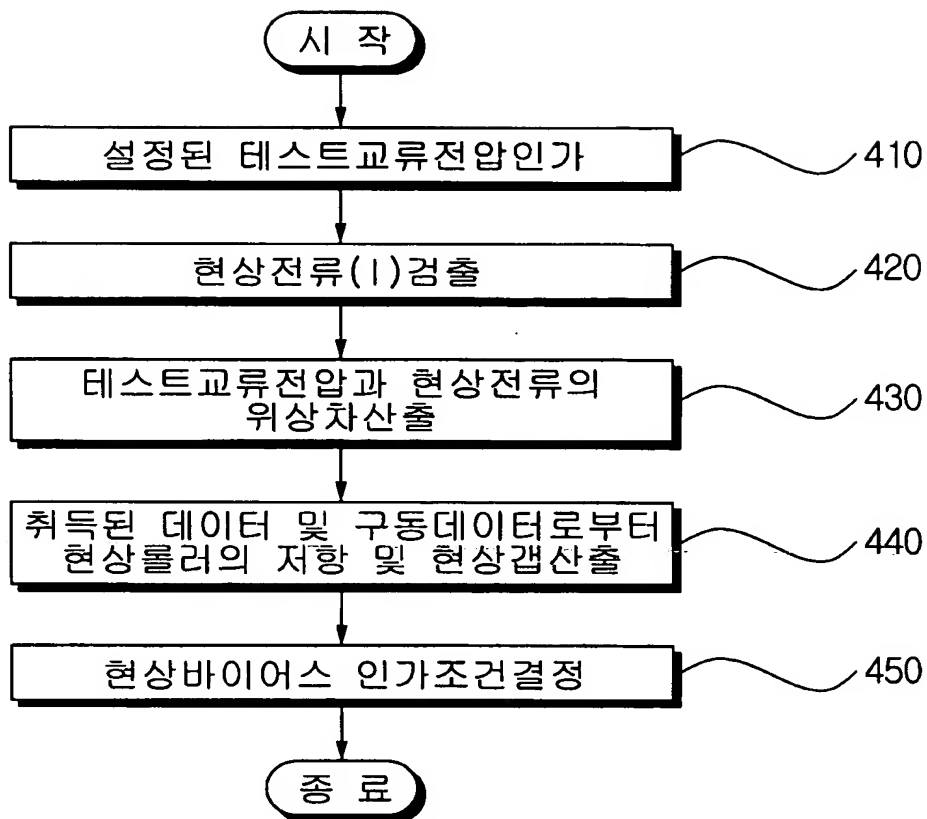 시 작
설정된 테스트교류전압인가
410
현상전류(I)검출
420
테스트교류전압과 현상전류의
위상차산출
430
취득된 데이터 및 구동데이터로부터
현상롤러의 저항 및 현상갭산출
440
현상바이어스 인가조건결정
450
종 료